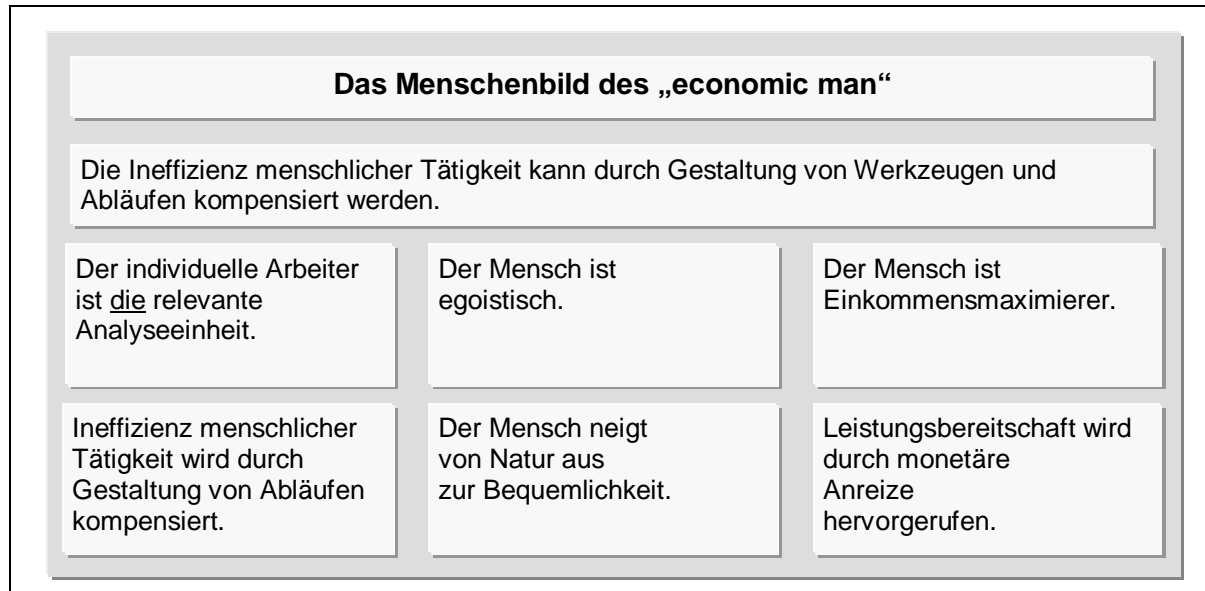 Das Menschenbild des „economic man“
Die Ineffizienz menschlicher Tätigkeit kann durch Gestaltung von Werkzeugen und
Abläufen kompensiert werden.
Der individuelle Arbeiter
ist die relevante
Analyseeinheit.
Der Mensch ist
egoistisch.
Der Mensch ist
Einkommensmaximierer.
Ineffizienz menschlicher
Tätigkeit wird durch
Gestaltung von Abläufen
kompensiert.
Der Mensch neigt
von Natur aus
zur Bequemlichkeit.
Leistungsbereitschaft wird
durch monetäre
Anreize
hervorgerufen.